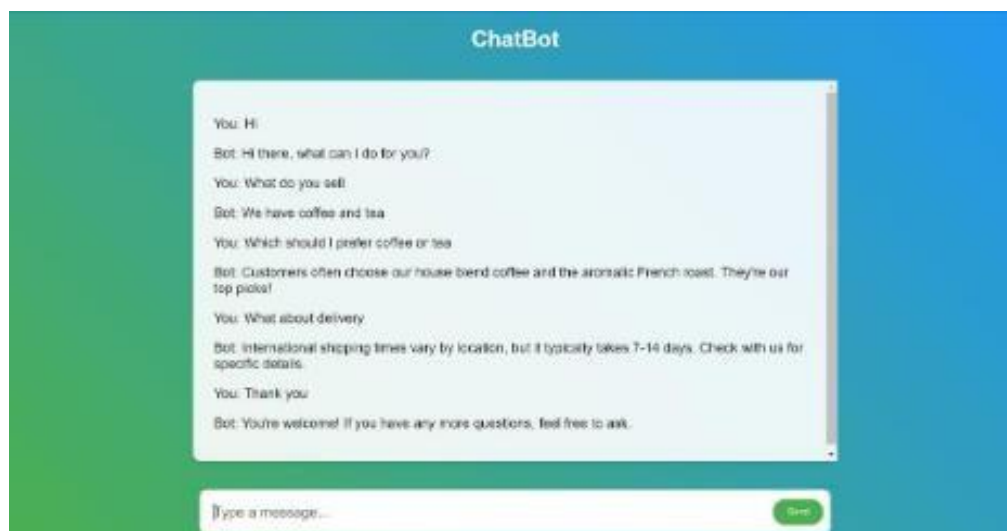 ChatBot
You: Hi
Bot: Hi there, what can I do for you?
You: What do you sell
Bot: We have coffee and tea
You: Which should I prefer coffee or tea
Bot: Customers often choose our house blend coffee and the aromatic French roast. They're our
top picks!
You: What about delivery
Bot: International shipping times vary by location, but it typically takes 7-14 days. Check with us for
specific details.
You: Thank you
Bot: You're welcome! If you have any more questions, feel free to ask.
Type a message...
Send